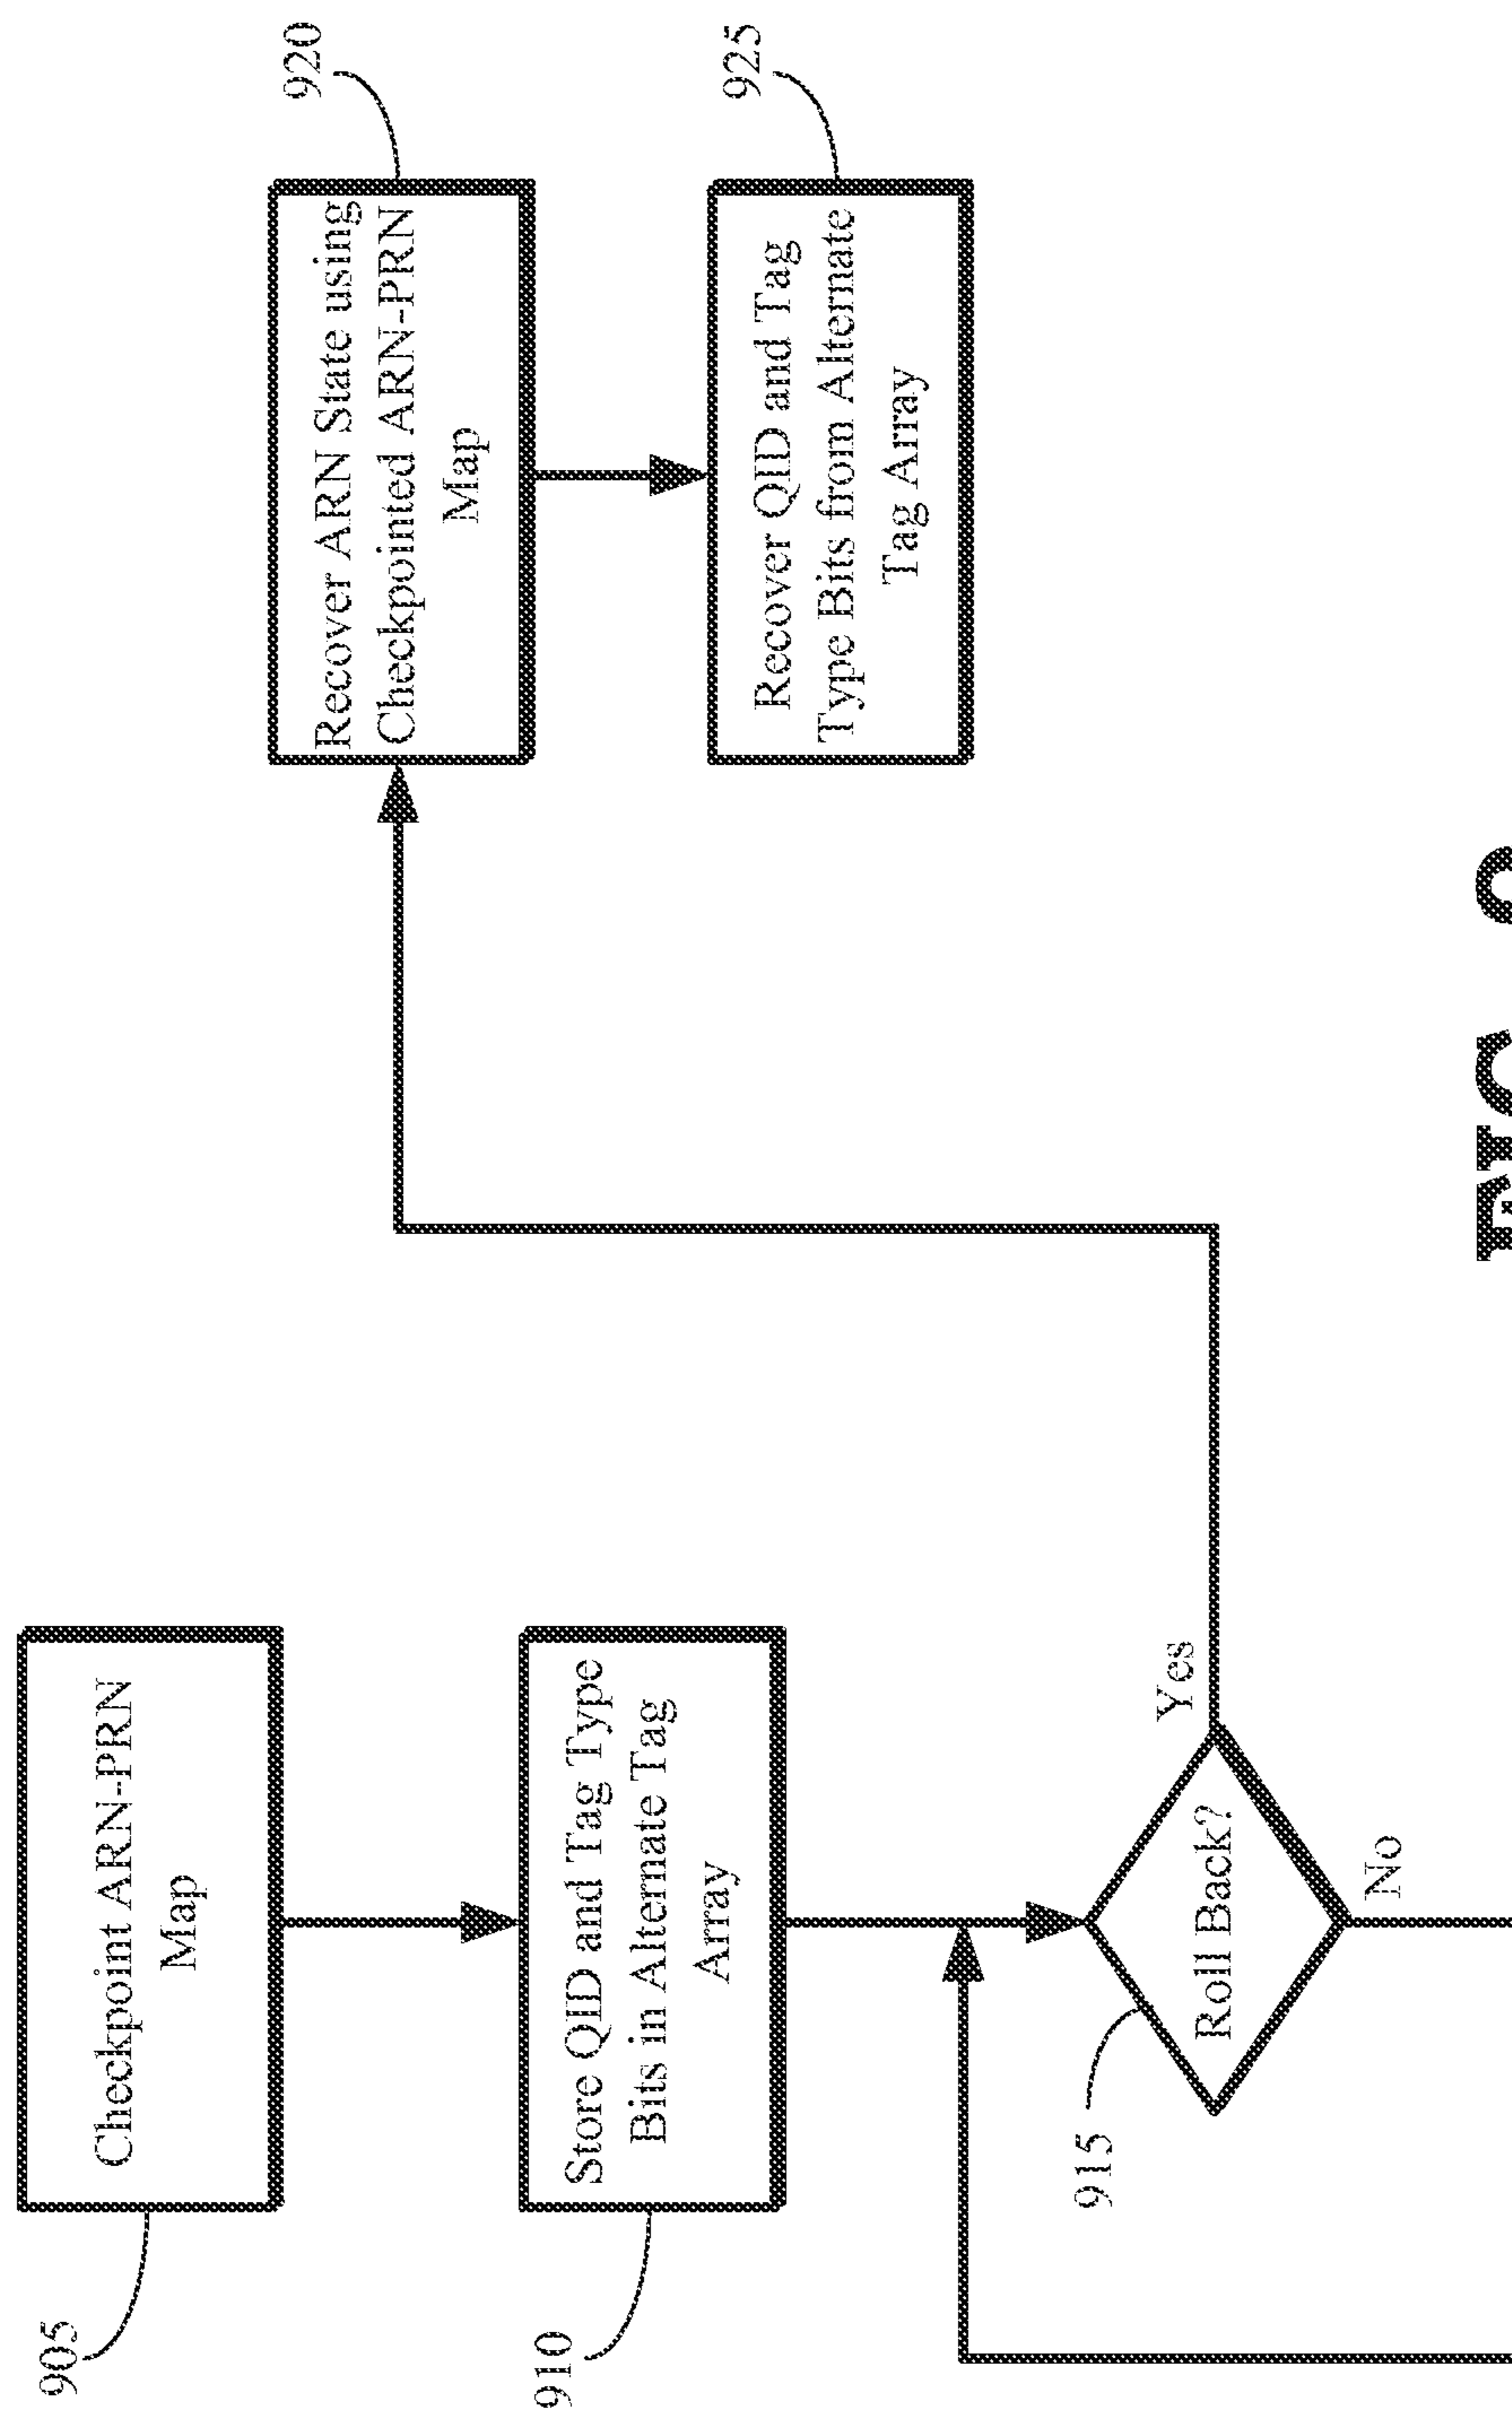 905
Checkpoint ARN-PRN
Map
910
Store QID and Tag Type
Bits in Alternate Tag
Array
915
Roll Back?
Yes
No
920
Recover ARN State using
Checkpointed ARN-PRN
Map
925
Recover QID and Tag
Type Bits from Alternate
Tag Array